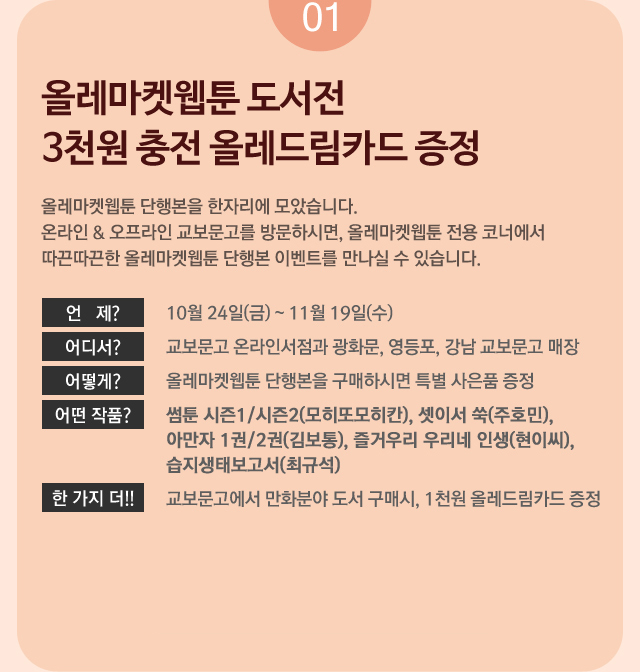 01
올레마켓웹툰 도서전
3천원 충전 올레드림카드 증정
올레마켓웹툰 단행본을 한자리에 모았습니다.
온라인 & 오프라인 교보문고를 방문하시면, 올레마켓웹툰 전용 코너에서
따끈따끈한 올레마켓웹툰 단행본 이벤트를 만나실 수 있습니다.
언 제? 10월 24일(금) ~ 11월 19일(수)
어디서? 교보문고 온라인서점과 광화문, 영등포, 강남 교보문고 매장
어떻게? 올레마켓웹툰 단행본을 구매하시면 특별 사은품 증정
어떤 작품? 썸툰 시즌1/시즌2(모히또모히칸), 셋이서 쑥(주호민),
아만자 1권/2권(김보통), 즐거우리 우리네 인생(현이씨),
습지생태보고서(최규석)
한 가지 더!! 교보문고에서 만화분야 도서 구매시, 1천원 올레드림카드 증정